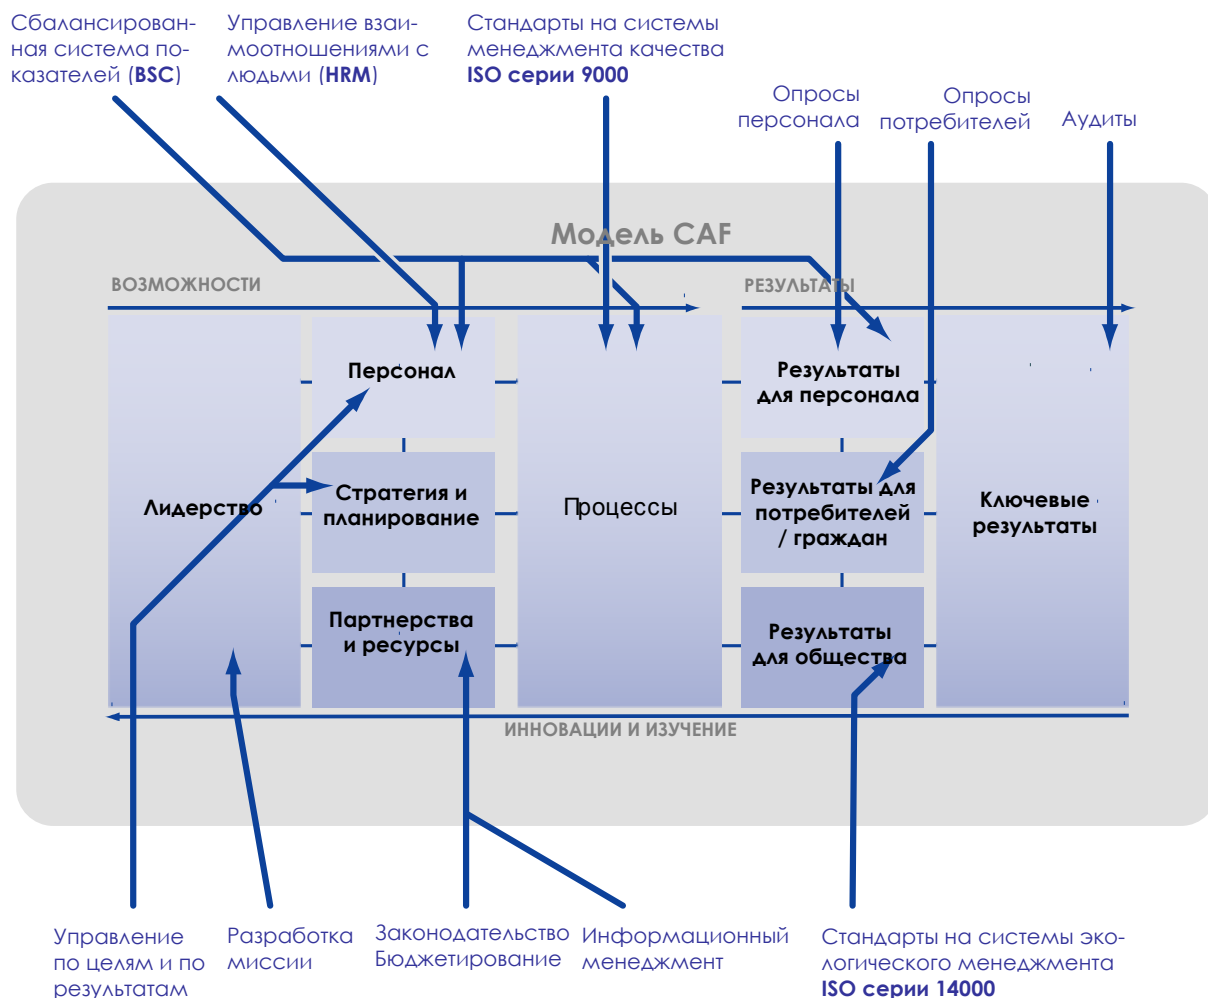 Сбалансирован-
ная система по-
казателей (BSC)
Управление взаи-
моотношениями с
людьми (HRM)
Стандарты на системы
менеджмента качества
ISO серии 9000
Опросы
персонала
Опросы
потребителей
Аудиты
Модель CAF
ВОЗМОЖНОСТИ
РЕЗУЛЬТАТЫ
Лидерство
Персонал
Стратегия и
планирование
Партнерства
и ресурсы
Процессы
Результаты
для персонала
Результаты для
потребителей
/ граждан
Результаты
для общества
Ключевые
результаты
ИННОВАЦИИ И ИЗУЧЕНИЕ
Управление
по целям и по
результатам
Разработка
миссии
Законодательство
Бюджетирование
Информационный
менеджмент
Стандарты на системы эко-
логического менеджмента
ISO серии 14000